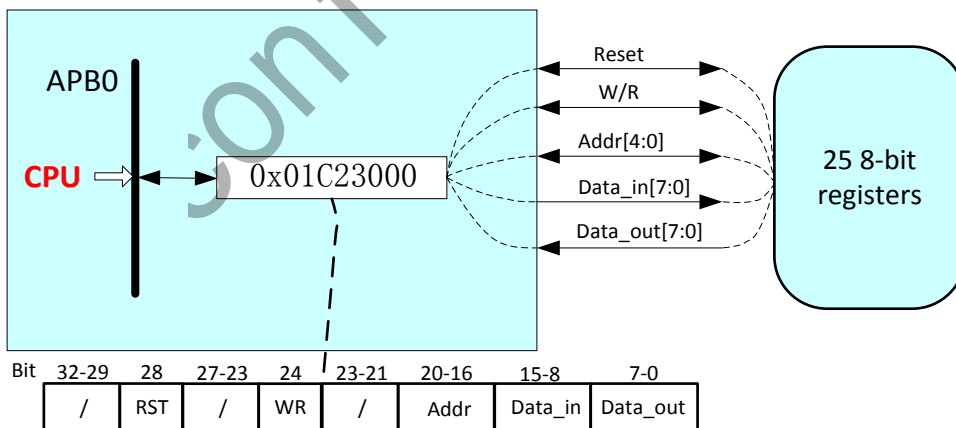 Reset
APB0
W/R
Addr[4:0]
CPU
0x01C23000
Data_in[7:0]
25 8-bit
registers
Data_out[7:0]
Bit 32-29 28 27-23 24 23-21 20-16 15-8 7-0
/ RST / WR / Addr Data_in Data_out